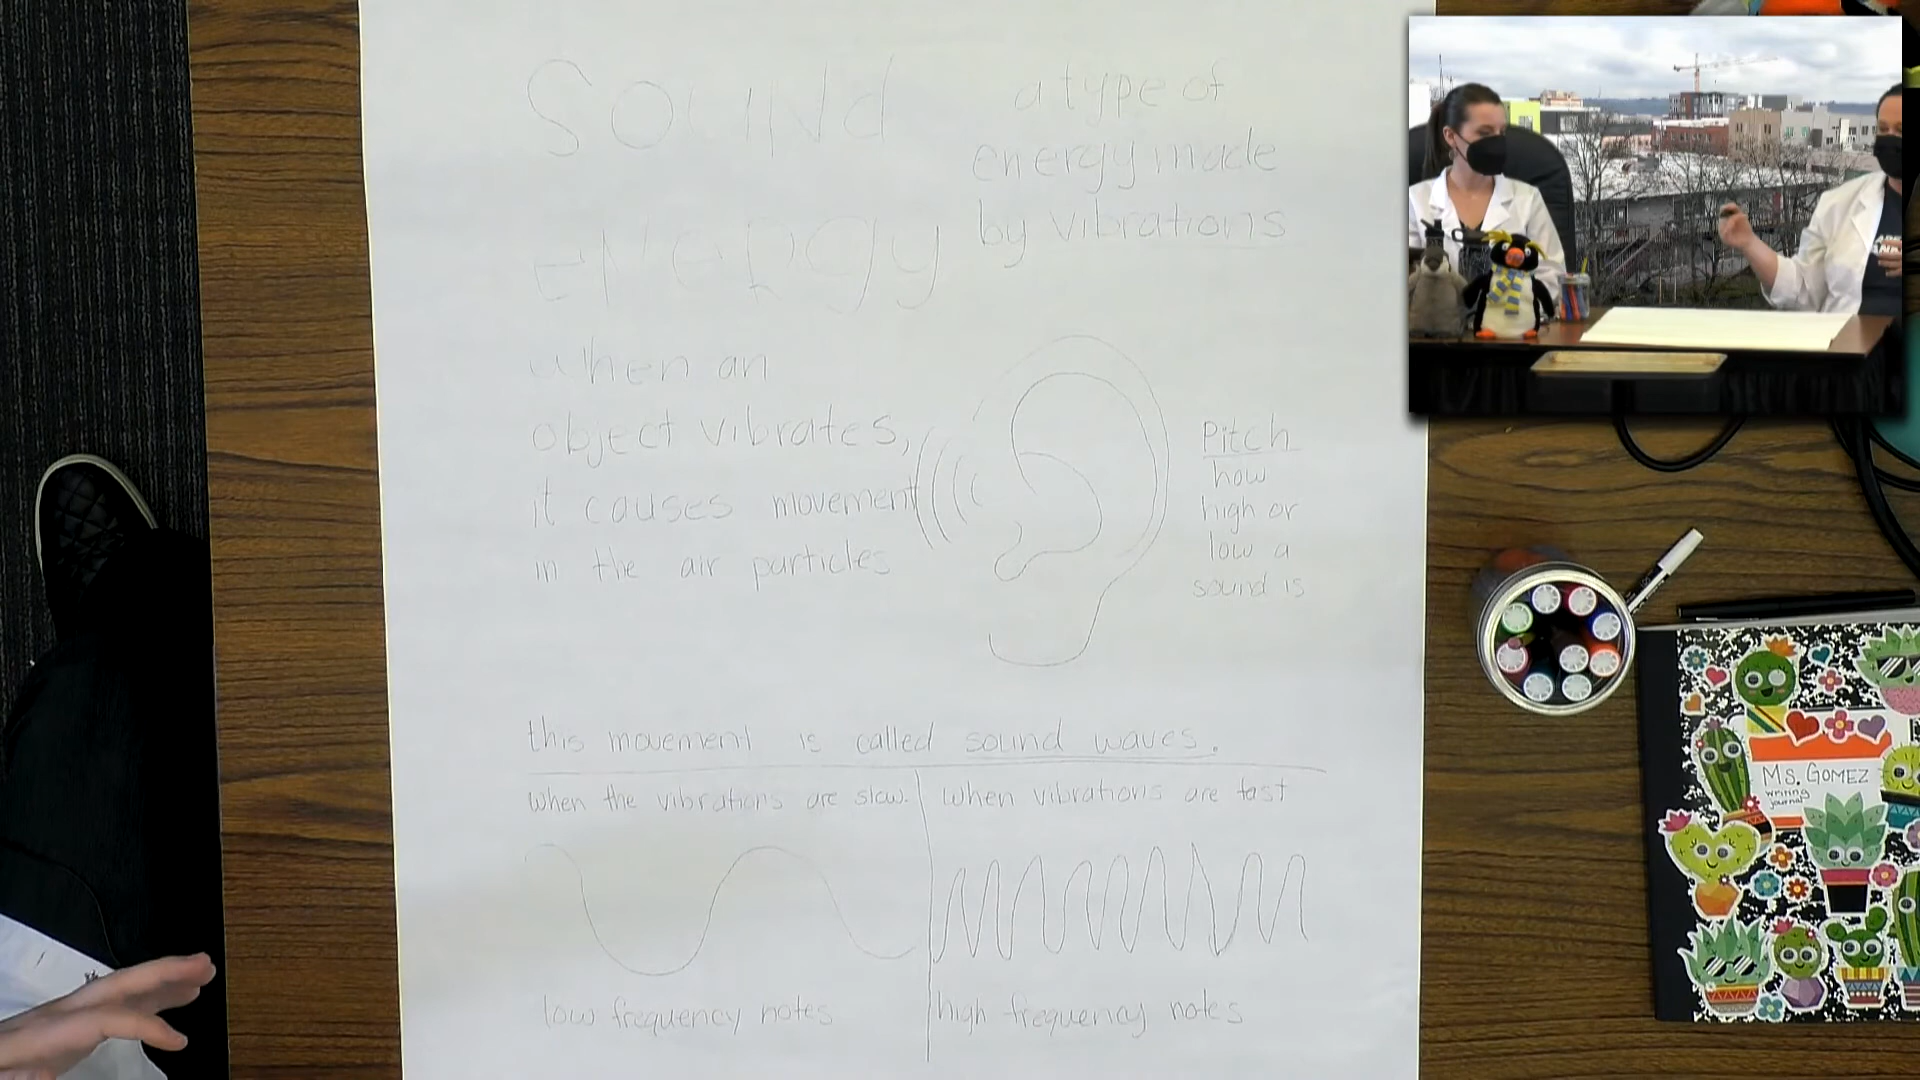 SOUNd
eNeRgy
a type of
energy made
by vibrations
when an
object vibrates,
it causes movement
in the air particles
Pitch
how
high or
low a
sound is
this movement is called sound waves.
when the vibrations are slow.
low frequency notes
when vibrations are fast
high frequency notes
Ms. GOMEZ
writing
journal